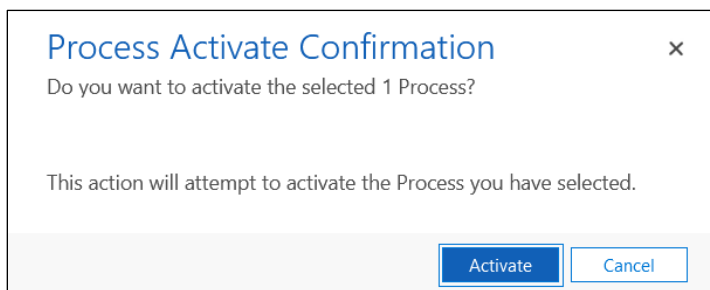 Process Activate Confirmation
Do you want to activate the selected 1 Process?
This action will attempt to activate the Process you have selected.
Activate
Cancel